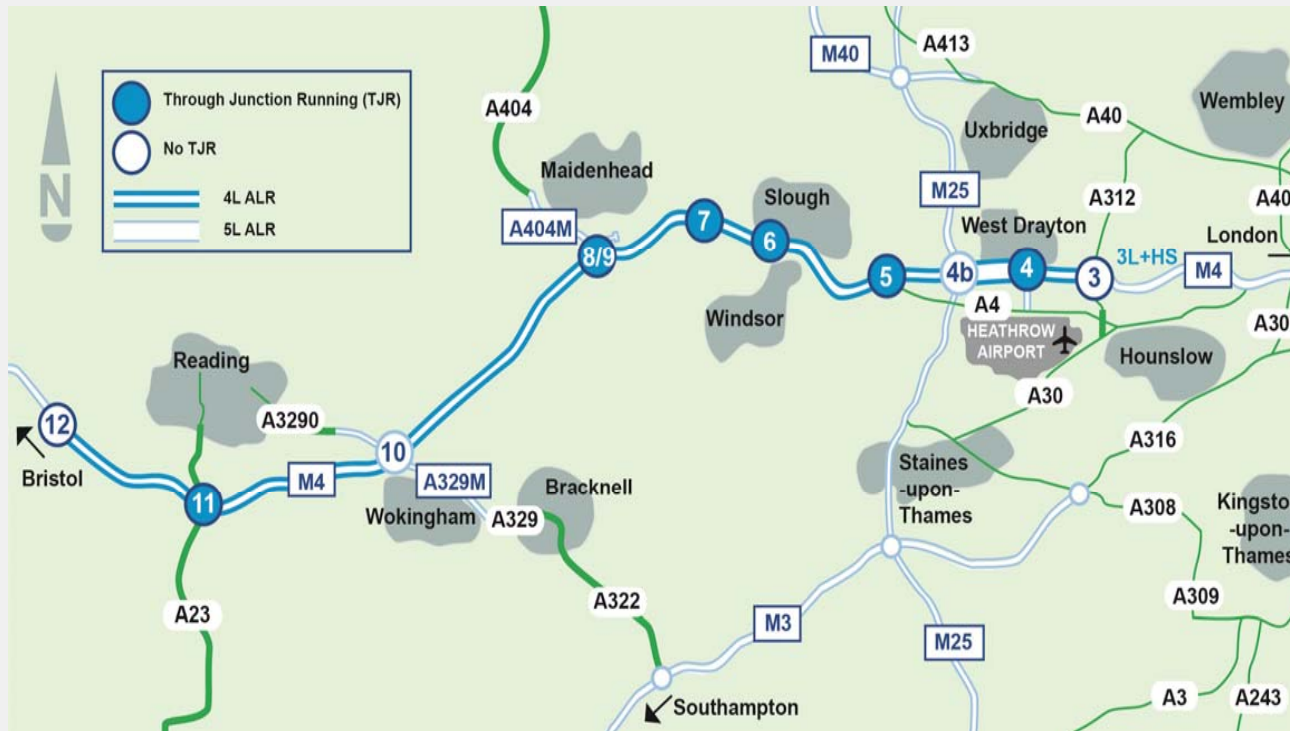 Through Junction Running (TJR)
No TJR
4L ALR
5L ALR
N
M40
A413
Wembley
A404
Uxbridge
A40
Maidenhead
M25
A312
Slough
A40
A404M
7
West Drayton
London
6
8/9
3L+HS
M4
5
4b
4
3
A4
Windsor
HEATHROW
AIRPORT
A30
Hounslow
Reading
A30
A3290
12
A316
10
Bristol
M4
A329M
Staines
-upon-
Thames
Bracknell
11
Wokingham
A329
A308
Kingsto
-upon-
Thames
A322
A309
A23
M3
M25
Southampton
A3
A243